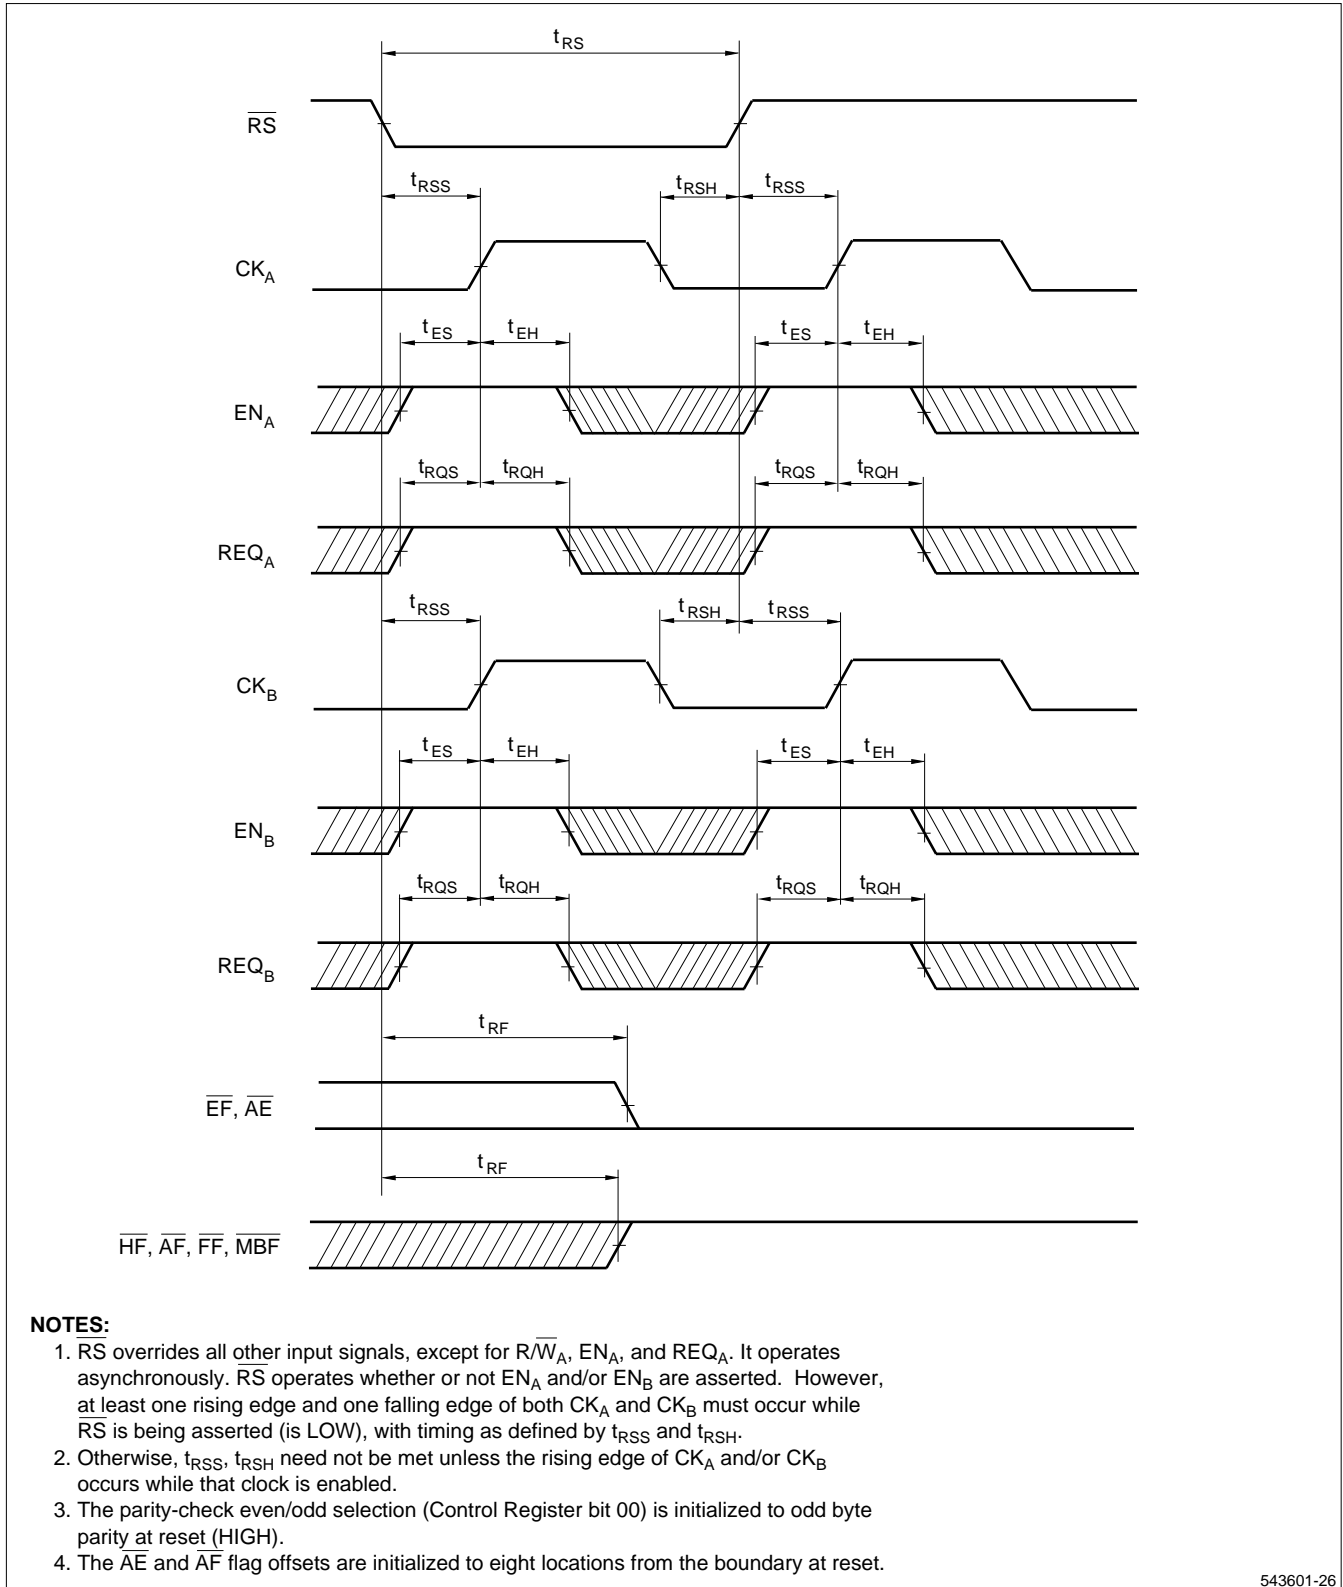 tRS
RS
tRSS
tRSH
tRSS
CKA
tES
tEH
tES
tEH
ENA
tRQS
tRQH
tRQS
tRQH
REQA
tRSS
tRSH
tRSS
CKB
tES
tEH
tES
tEH
ENB
tRQS
tRQH
tRQS
tRQH
REQB
tRF
EF, AE
tRF
HF, AF, FF, MBF
NOTES:
1. RS overrides all other input signals, except for R/WA, ENA, and REQA. It operates
asynchronously. RS operates whether or not ENA and/or ENB are asserted. However,
at least one rising edge and one falling edge of both CKA and CKB must occur while
RS is being asserted (is LOW), with timing as defined by tRSS and tRSH.
2. Otherwise, tRSS, tRSH need not be met unless the rising edge of CKA and/or CKB
occurs while that clock is enabled.
3. The parity-check even/odd selection (Control Register bit 00) is initialized to odd byte
parity at reset (HIGH).
4. The AE and AF flag offsets are initialized to eight locations from the boundary at reset.
543601-26